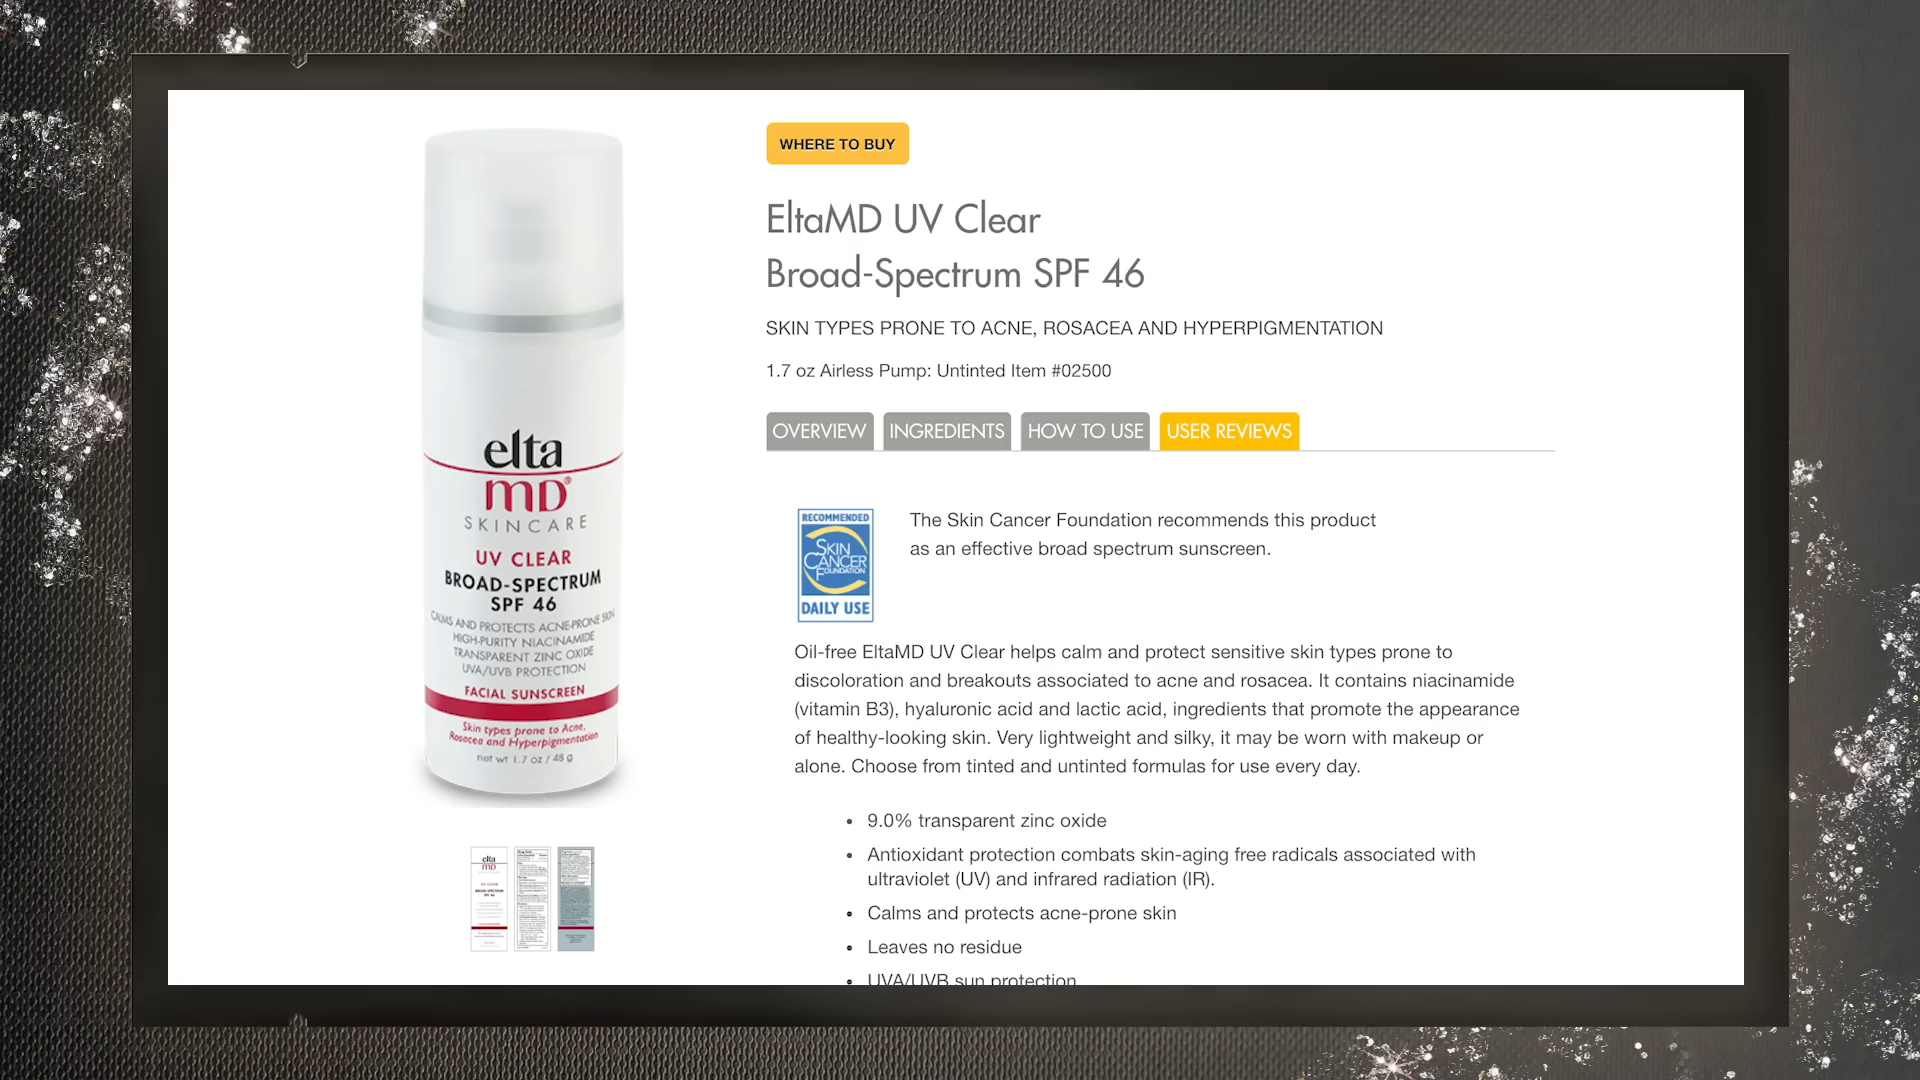 WHERE TO BUY
EltaMD UV Clear
Broad-Spectrum SPF 46
SKIN TYPES PRONE TO ACNE, ROSACEA AND HYPERPIGMENTATION
1.7 oz Airless Pump: Untinted Item #02500
OVERVIEW INGREDIENTS HOW TO USE USER REVIEWS
RECOMMENDED
SKIN
CANCER
FOUNDATION
DAILY USE
The Skin Cancer Foundation recommends this product
as an effective broad spectrum sunscreen.
Oil-free EltaMD UV Clear helps calm and protect sensitive skin types prone to
discoloration and breakouts associated to acne and rosacea. It contains niacinamide
(vitamin B3), hyaluronic acid and lactic acid, ingredients that promote the appearance
of healthy-looking skin. Very lightweight and silky, it may be worn with makeup or
alone. Choose from tinted and untinted formulas for use every day.
• 9.0% transparent zinc oxide
• Antioxidant protection combats skin-aging free radicals associated with
ultraviolet (UV) and infrared radiation (IR).
• Calms and protects acne-prone skin
• Leaves no residue
• UVA/UVB sun protection
elta
MD®
SKINCARE
UV CLEAR
BROAD-SPECTRUM
SPF 46
CALMS AND PROTECTS ACNE-PRONE SKIN
HIGH-PURITY NIACINAMIDE
TRANSPARENT ZINC OXIDE
UVA/UVB PROTECTION
FACIAL SUNSCREEN
Skin types prone to Acne,
Rosacea and Hyperpigmentation
net wt 1.7 oz / 48 g
elta
MD
UV CLEAR
BROAD-SPECTRUM
SPF 46